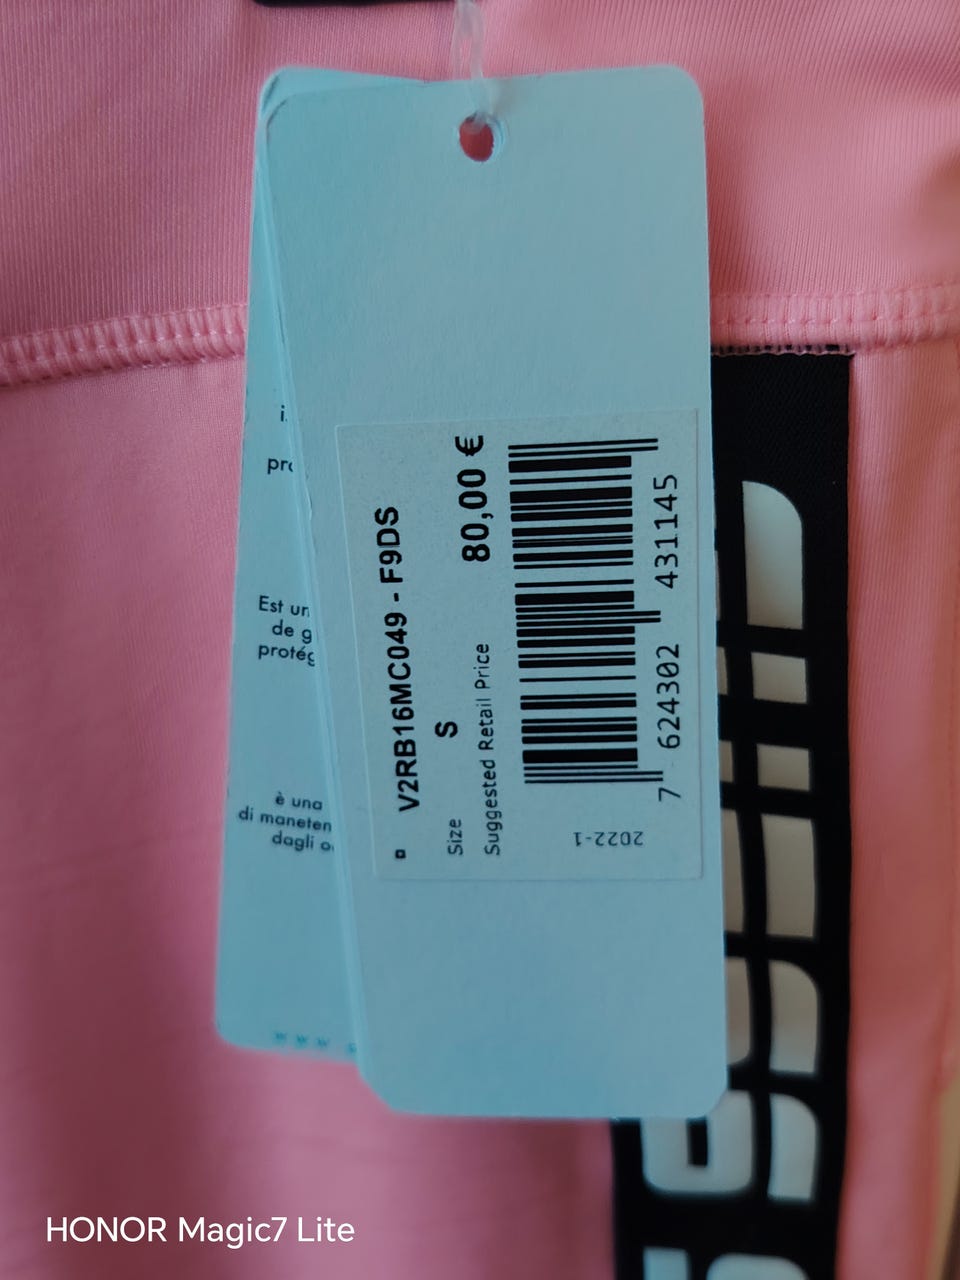 V2RB16MC049 - F9DS
Size S
Suggested Retail Price 80,00 €
7 624302 431145
2022-1
Est un
de g
protég
è una
di maneten
dagli o
www
HONOR Magic7 Lite